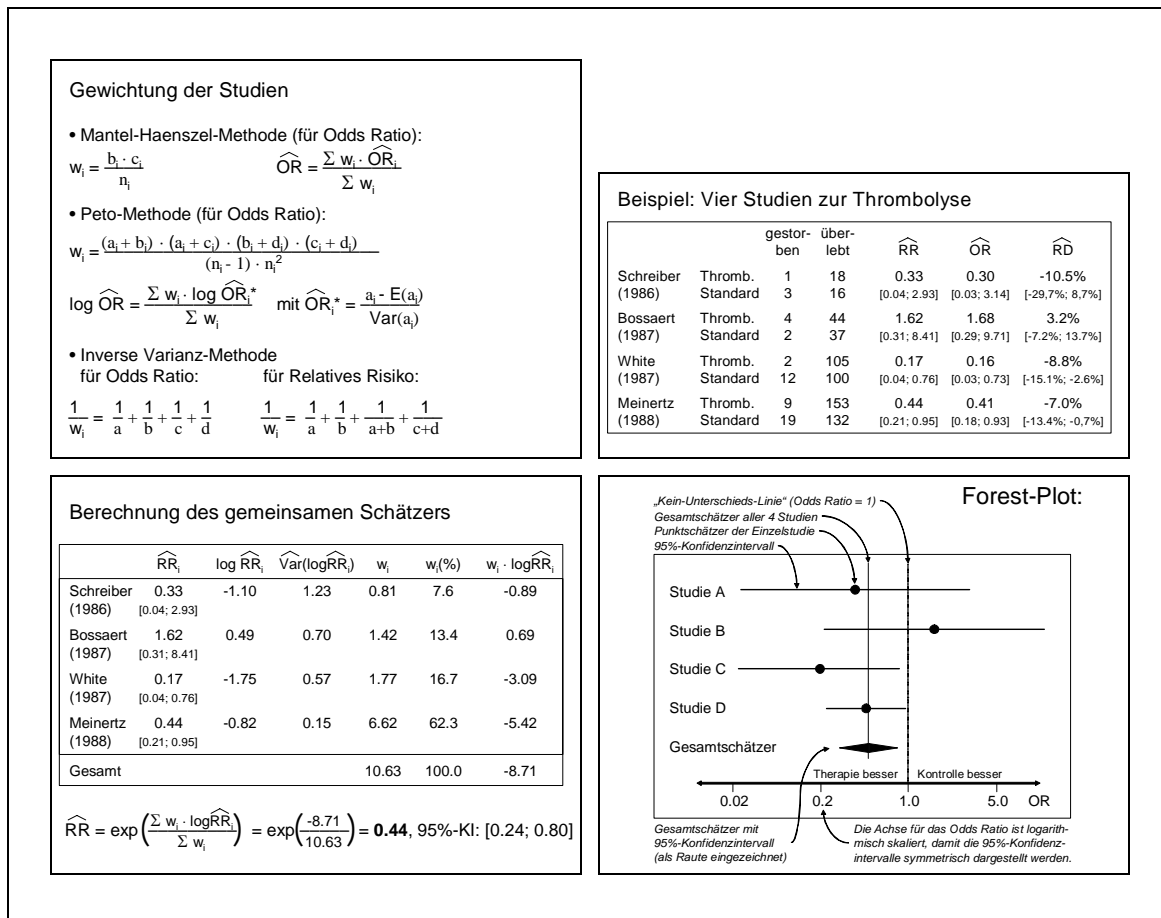 Gewichtung der Studien
• Mantel-Haenszel-Methode (für Odds Ratio):
wᵢ = bᵢ · cᵢ / nᵢ    OR̂ = Σ wᵢ · OR̂ᵢ / Σ wᵢ
• Peto-Methode (für Odds Ratio):
wᵢ = (aᵢ + bᵢ) · (aᵢ + cᵢ) · (bᵢ + dᵢ) · (cᵢ + dᵢ) / (nᵢ - 1) · nᵢ²
log OR̂ = Σ wᵢ · log OR̂ᵢ* / Σ wᵢ    mit OR̂ᵢ* = aᵢ - E(aᵢ) / Var(aᵢ)
• Inverse Varianz-Methode
für Odds Ratio:    für Relatives Risiko:
1/wᵢ = 1/a + 1/b + 1/c + 1/d    1/wᵢ = 1/a + 1/b + 1/a+b + 1/c+d
Beispiel: Vier Studien zur Thrombolyse
gestor- über-
ben lebt RR̂ OR̂ RD̂
Schreiber Thromb. 1 18 0.33 0.30 -10.5%
(1986) Standard 3 16 [0.04; 2.93] [0.03; 3.14] [-29,7%; 8,7%]
Bossaert Thromb. 4 44 1.62 1.68 3.2%
(1987) Standard 2 37 [0.31; 8.41] [0.29; 9.71] [-7.2%; 13.7%]
White Thromb. 2 105 0.17 0.16 -8.8%
(1987) Standard 12 100 [0.04; 0.76] [0.03; 0.73] [-15.1%; -2.6%]
Meinertz Thromb. 9 153 0.44 0.41 -7.0%
(1988) Standard 19 132 [0.21; 0.95] [0.18; 0.93] [-13.4%; -0,7%]
Berechnung des gemeinsamen Schätzers
RR̂ᵢ log RR̂ᵢ Var̂(logRR̂ᵢ) wᵢ wᵢ(%) wᵢ · logRR̂ᵢ
Schreiber 0.33 -1.10 1.23 0.81 7.6 -0.89
(1986) [0.04; 2.93]
Bossaert 1.62 0.49 0.70 1.42 13.4 0.69
(1987) [0.31; 8.41]
White 0.17 -1.75 0.57 1.77 16.7 -3.09
(1987) [0.04; 0.76]
Meinertz 0.44 -0.82 0.15 6.62 62.3 -5.42
(1988) [0.21; 0.95]
Gesamt 10.63 100.0 -8.71
RR̂ = exp(Σ wᵢ · logRR̂ᵢ / Σ wᵢ) = exp(-8.71 / 10.63) = 0.44, 95%-KI: [0.24; 0.80]
Forest-Plot:
„Kein-Unterschieds-Linie“ (Odds Ratio = 1)
Gesamtschätzer aller 4 Studien
Punktschätzer der Einzelstudie
95%-Konfidenzintervall
Studie A
Studie B
Studie C
Studie D
Gesamtschätzer
Therapie besser Kontrolle besser
0.02 0.2 1.0 5.0 OR
Gesamtschätzer mit
95%-Konfidenzintervall
(als Raute eingezeichnet)
Die Achse für das Odds Ratio ist logarith-
misch skaliert, damit die 95%-Konfidenz-
intervalle symmetrisch dargestellt werden.